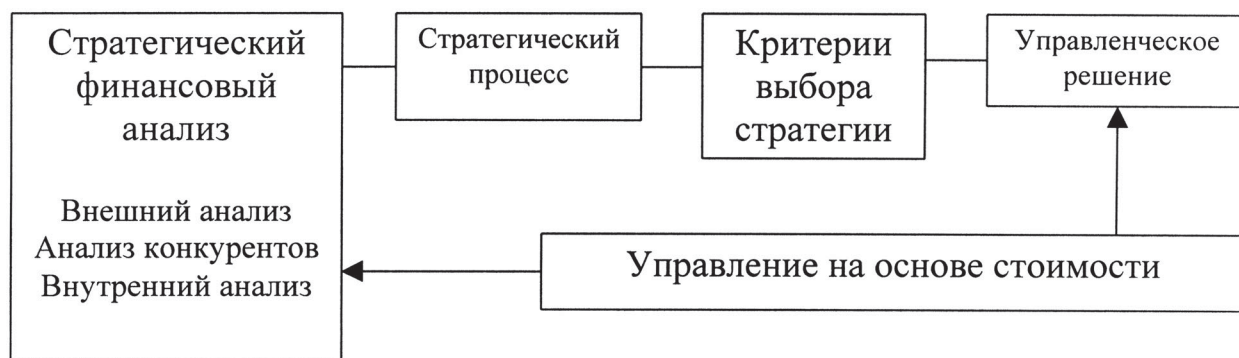 Стратегический
финансовый
анализ
Внешний анализ
Анализ конкурентов
Внутренний анализ
Стратегический
процесс
Критерии
выбора
стратегии
Управленческое
решение
Управление на основе стоимости